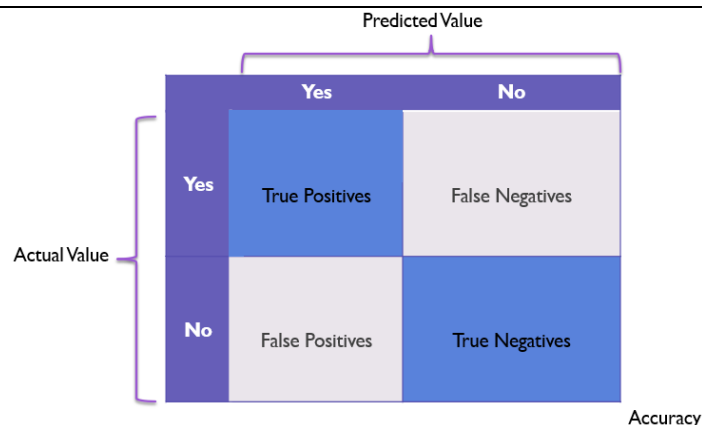 Predicted Value
Yes No
Yes True Positives False Negatives
Actual Value
No False Positives True Negatives
Accuracy